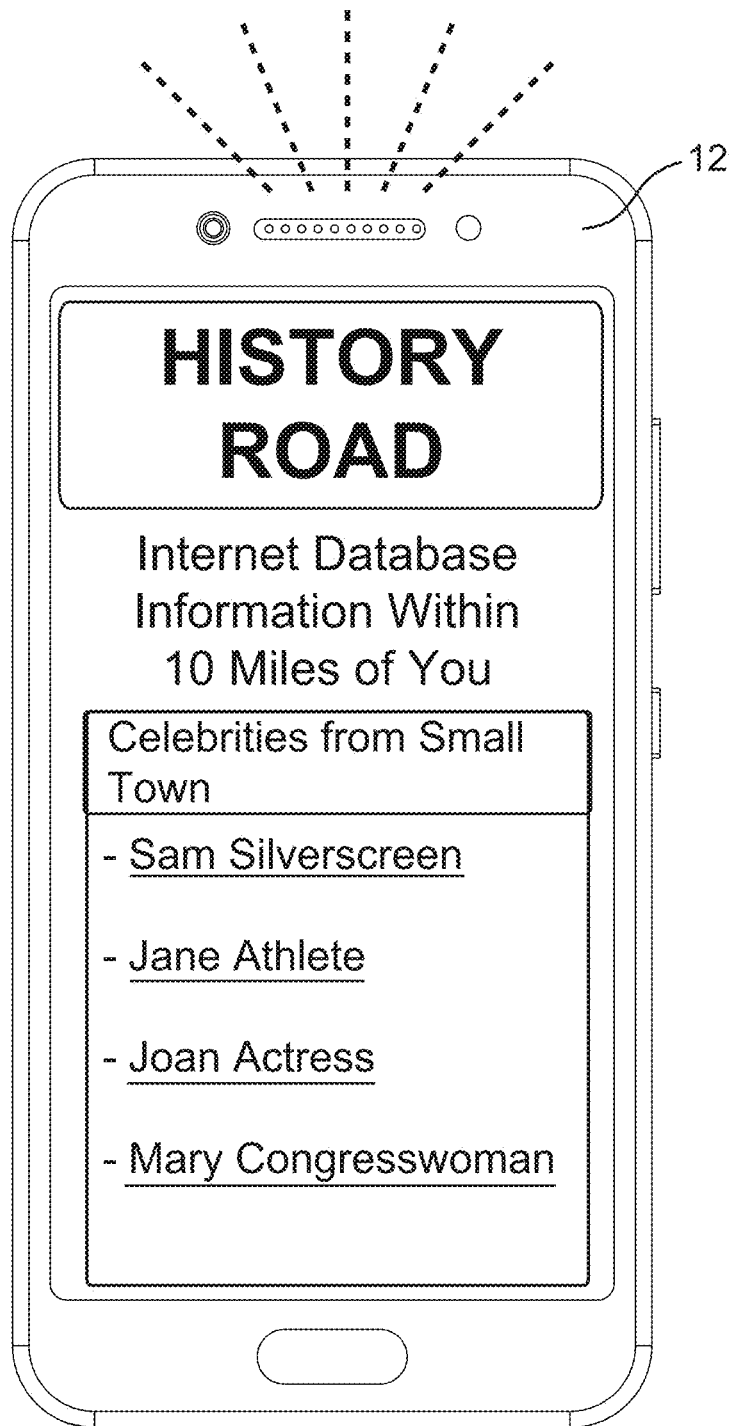 12
HISTORY
ROAD
Internet Database
Information Within
10 Miles of You
Celebrities from Small
Town
- Sam Silverscreen
- Jane Athlete
- Joan Actress
- Mary Congresswoman